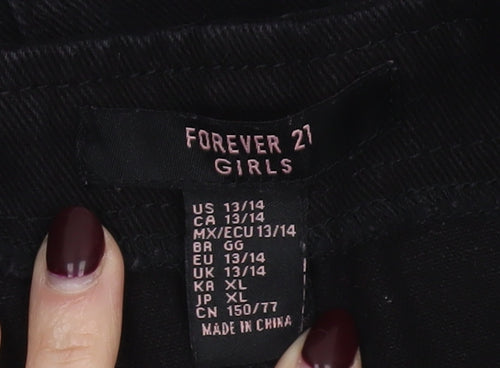 FOREVER 21
GIRLS
US 13/14
CA 13/14
MX/ECU 13/14
BR GG
EU 13/14
UK 13/14
KR XL
JP XL
CN 150/77
MADE IN CHINA